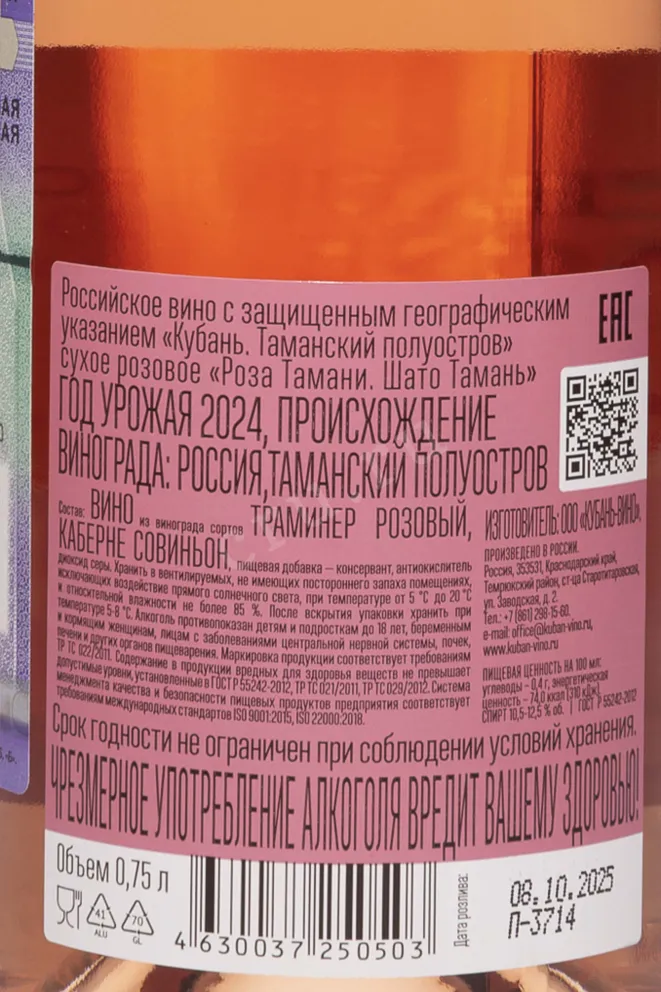 АЯ
АЯ
Российское вино с защищенным географическим
указанием «Кубань. Таманский полуостров»
сухое розовое «Роза Тамани. Шато Тамань»
ГОД УРОЖАЯ 2024, ПРОИСХОЖДЕНИЕ
ВИНОГРАДА: РОССИЯ,ТАМАНСКИЙ ПОЛУОСТРОВ
EAC
Состав: ВИНО из винограда сортов ТРАМИНЕР РОЗОВЫЙ,
КАБЕРНЕ СОВИНЬОН, пищевая добавка – консервант, антиокислитель
диоксид серы. Хранить в вентилируемых, не имеющих постороннего запаха помещениях,
исключающих воздействие прямого солнечного света, при температуре от 5 °С до 20 °С
и относительной влажности не более 85 %. После вскрытия упаковки хранить при
температуре 5-8 °С. Алкоголь противопоказан детям и подросткам до 18 лет, беременным
и кормящим женщинам, лицам с заболеваниями центральной нервной системы, почек,
печени и других органов пищеварения. Маркировка продукции соответствует требованиям
ТР ТС 022/2011. Содержание в продукции вредных для здоровья веществ не превышает
допустимые уровни, установленные в ГОСТ Р 55242-2012, ТР ТС 021/2011, ТР ТС 029/2012. Система
менеджмента качества и безопасности пищевых продуктов предприятия соответствует
требованиям международных стандартов ISO 9001:2015, ISO 22000:2018.
ИЗГОТОВИТЕЛЬ: ООО «КУБАНЬ-ВИНО»,
ПРОИЗВЕДЕНО В РОССИИ.
Россия, 353531, Краснодарский край,
Темрюкский район, ст-ца Старотитаровская,
ул. Заводская, д. 2.
Тел.: +7 (861) 298-15-60.
e-mail: office@kuban-vino.ru,
www.kuban-vino.ru
ПИЩЕВАЯ ЦЕННОСТЬ НА 100 МЛ:
углеводы – 0,4 г, энергетическая
ценность – 74,0 ккал (310 кДж)
СПИРТ 10,5-12,5 % об. | ГОСТ Р 55242-2012
Срок годности не ограничен при соблюдении условий хранения.
ЧРЕЗМЕРНОЕ УПОТРЕБЛЕНИЕ АЛКОГОЛЯ ВРЕДИТ ВАШЕМУ ЗДОРОВЬЮ!
Объем 0,75 л
41
ALU
70
GL
4 630037 250503
Дата розлива:
08.10.2025
П-3714